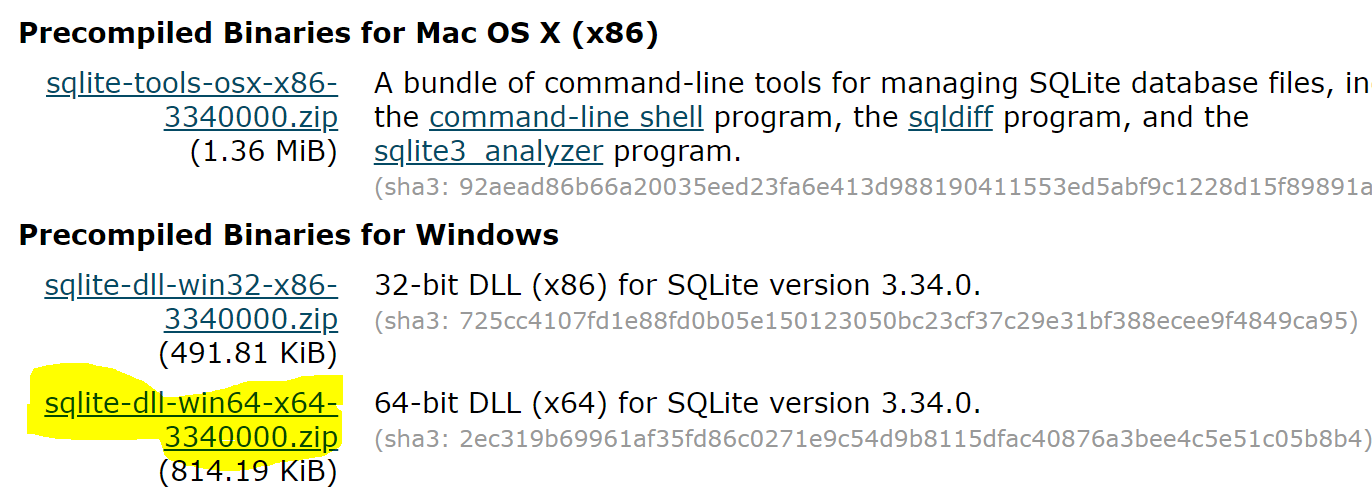 Precompiled Binaries for Mac OS X (x86)
sqlite-tools-osx-x86-
3340000.zip
(1.36 MiB)
A bundle of command-line tools for managing SQLite database files, in
the command-line shell program, the sqldiff program, and the
sqlite3_analyzer program.
(sha3: 92aead86b66a20035eed23fa6e413d988190411553ed5abf9c1228d15f89891a
Precompiled Binaries for Windows
sqlite-dll-win32-x86-
3340000.zip
(491.81 KiB)
32-bit DLL (x86) for SQLite version 3.34.0.
(sha3: 725cc4107fd1e88fd0b05e150123050bc23cf37c29e31bf388ecee9f4849ca95)
sqlite-dll-win64-x64-
3340000.zip
(814.19 KiB)
64-bit DLL (x64) for SQLite version 3.34.0.
(sha3: 2ec319b69961af35fd86c0271e9c54d9b8115dfac40876a3bee4c5e51c05b8b4)